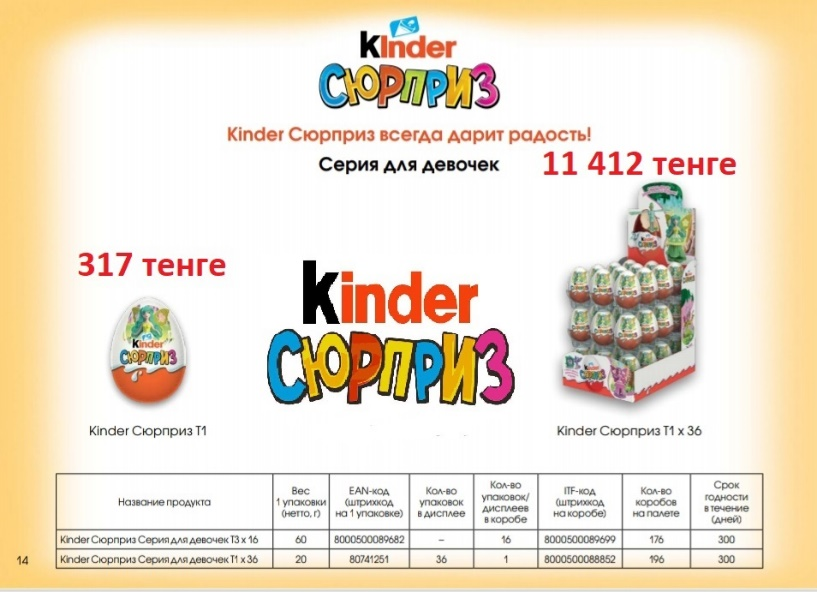 Kinder
СЮРПРИЗ
Kinder Сюрприз всегда дарит радость!
Серия для девочек
11 412 тенге
317 тенге
Kinder
СЮРПРИЗ
Kinder
СЮРПРИЗ
kinder
СЮРПРИЗ
Kinder Сюрприз Т1
Kinder Сюрприз Т1 х 36
Название продукта
Вес
1 упаковки
(нетто, г)
EAN-код
(штрихкод
на 1 упаковке)
Кол-во
упаковок
в дисплее
Кол-во
упаковок/
дисплеев
в коробе
ITF-код
(штрихкод
на коробе)
Кол-во
коробов
на палете
Срок
годности
в течение
(дней)
Kinder Сюрприз Серия для девочек Т3 х 16 60 8000500089682 – 16 8000500089699 176 300
Kinder Сюрприз Серия для девочек Т1 х 36 20 80741251 36 1 8000500088852 196 300
14